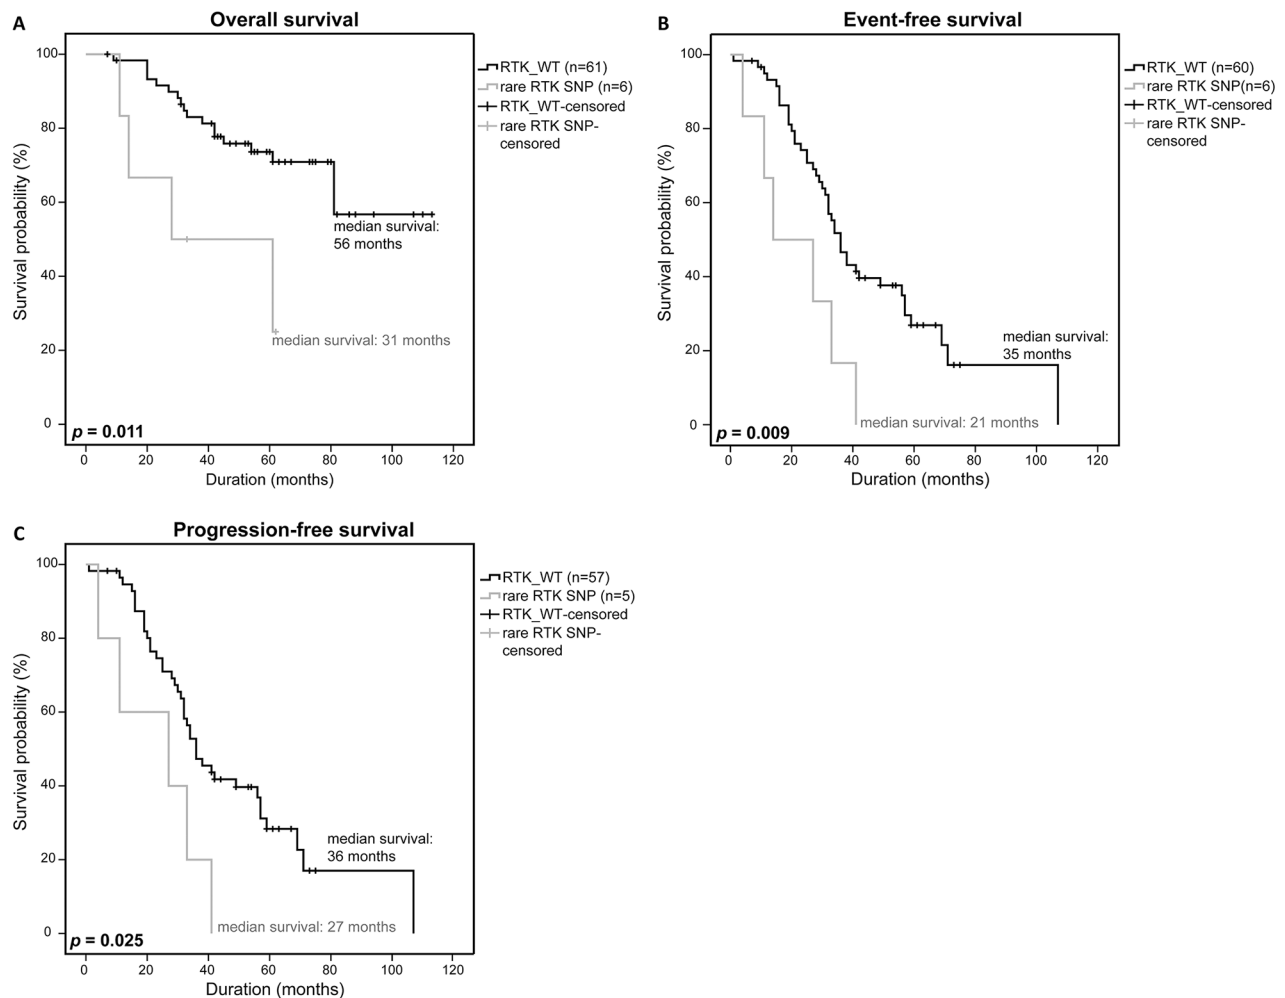 A
Overall survival
100
80
60
40
20
0
Survival probability (%)
RTK_WT (n=61)
rare RTK SNP (n=6)
RTK_WT-censored
rare RTK SNP-
censored
median survival:
56 months
median survival: 31 months
p = 0.011
0 20 40 60 80 100 120
Duration (months)
B
Event-free survival
100
80
60
40
20
0
Survival probability (%)
RTK_WT (n=60)
rare RTK SNP(n=6)
RTK_WT-censored
rare RTK SNP-
censored
median survival:
35 months
median survival: 21 months
p = 0.009
0 20 40 60 80 100 120
Duration (months)
C
Progression-free survival
100
80
60
40
20
0
Survival probability (%)
RTK_WT (n=57)
rare RTK SNP (n=5)
RTK_WT-censored
rare RTK SNP-
censored
median survival:
36 months
median survival: 27 months
p = 0.025
0 20 40 60 80 100 120
Duration (months)